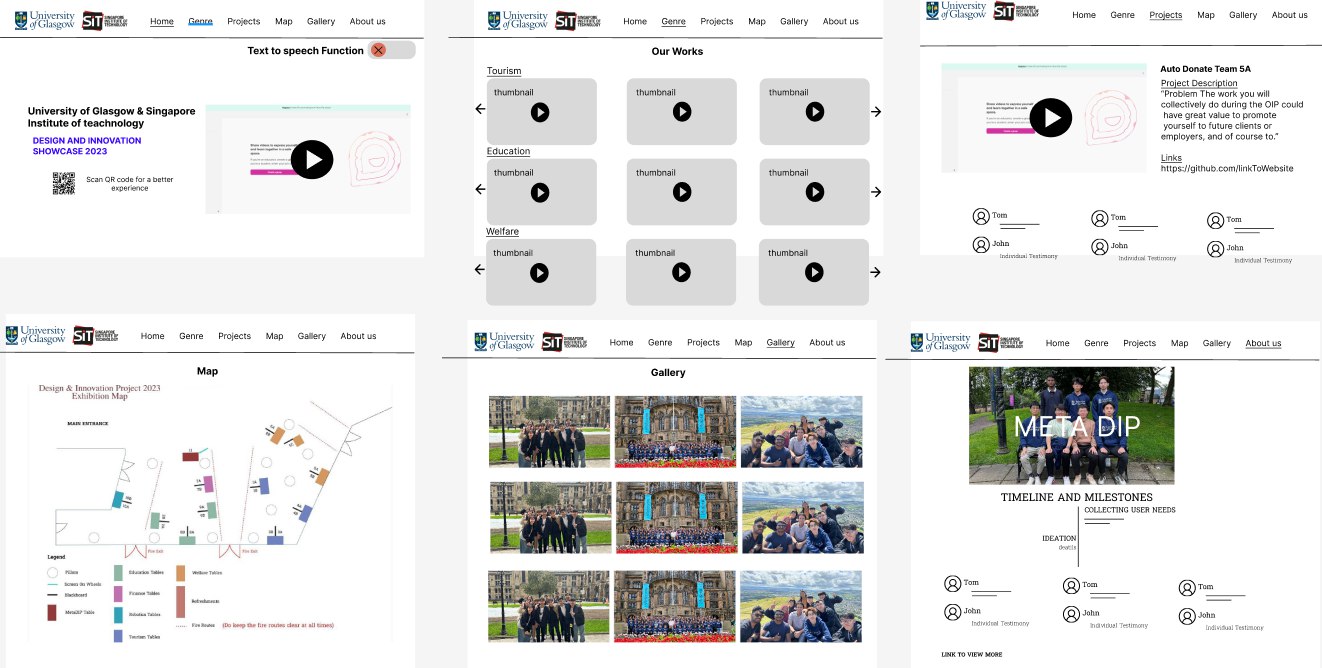 University of Glasgow
SiT SINGAPORE INSTITUTE OF TECHNOLOGY
Home Genre Projects Map Gallery About us
Text to speech Function
University of Glasgow & Singapore
Institute of teachnology
DESIGN AND INNOVATION
SHOWCASE 2023
Scan QR code for a better
experience
University of Glasgow
SiT SINGAPORE INSTITUTE OF TECHNOLOGY
Home Genre Projects Map Gallery About us
Our Works
Tourism
thumbnail thumbnail thumbnail
Education
thumbnail thumbnail thumbnail
Welfare
thumbnail thumbnail thumbnail
University of Glasgow
SiT SINGAPORE INSTITUTE OF TECHNOLOGY
Home Genre Projects Map Gallery About us
Auto Donate Team 5A
Project Description
"Problem The work you will
collectively do during the OIP could
have great value to promote
yourself to future clients or
employers, and of course to."
Links
https://github.com/linkToWebsite
Tom Tom Tom
John John John
Individual Testimony Individual Testimony Individual Testimony
University of Glasgow
SiT SINGAPORE INSTITUTE OF TECHNOLOGY
Home Genre Projects Map Gallery About us
Map
Design & Innovation Project 2023
Exhibition Map
MAIN ENTRANCE
Fire Exit Fire Exit
Legend
Pillars
Screen On Wheels
Blackboard
MetaDIP Table
Education Tables
Finance Tables
Robotics Tables
Tourism Tables
Welfare Tables
Refreshments
Fire Routes (Do keep the fire routes clear at all times)
University of Glasgow
SiT SINGAPORE INSTITUTE OF TECHNOLOGY
Home Genre Projects Map Gallery About us
Gallery
University of Glasgow
SiT SINGAPORE INSTITUTE OF TECHNOLOGY
Home Genre Projects Map Gallery About us
META DIP
TIMELINE AND MILESTONES
COLLECTING USER NEEDS
IDEATION
Tom Tom Tom
John John John
Individual Testimony Individual Testimony Individual Testimony
LINK TO VIEW MORE